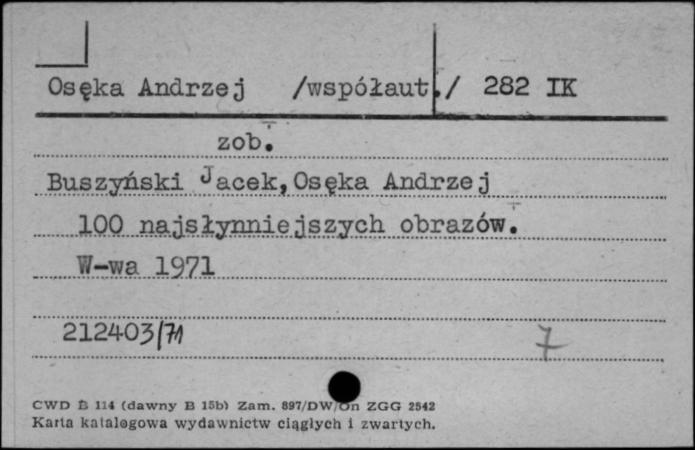 Osęka Andrzej /współaut./ 282 IK
zob.
Buszyński Jacek, Osęka Andrzej
100 najsłynniejszych obrazów.
W-wa 1971
212403/71
7
CWD B 114 (dawny B 15b) Zam. 897/DW/On ZGG 2542
Karta katalogowa wydawnictw ciągłych i zwartych.